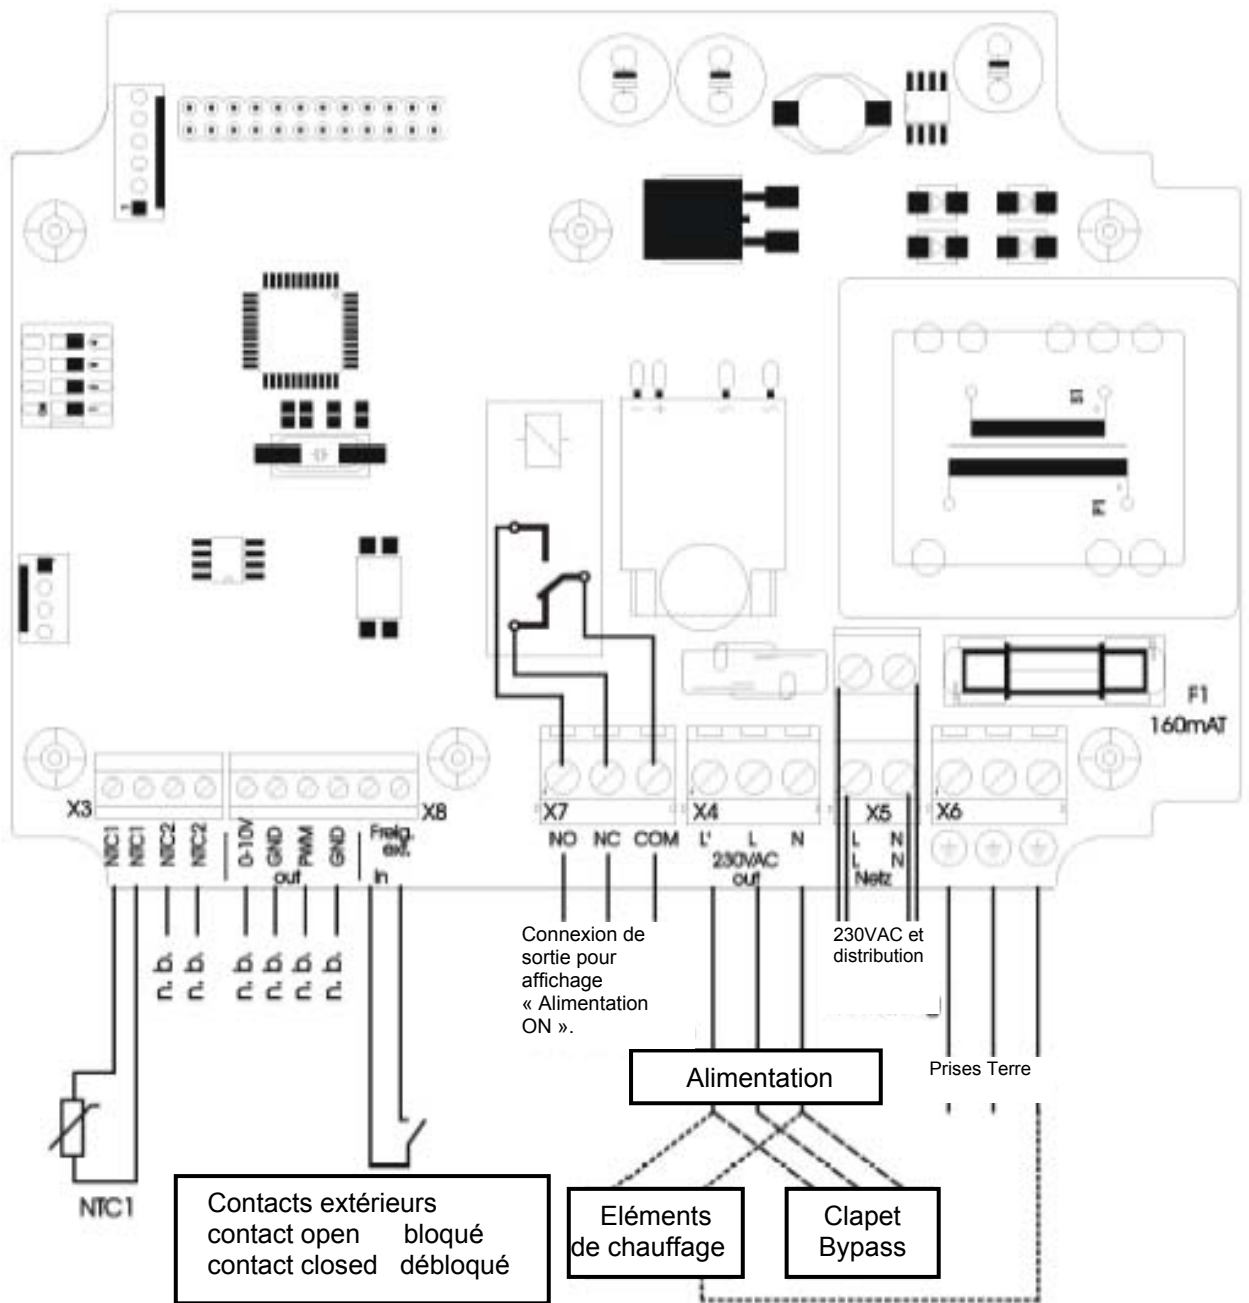 S1
F1
F1
160mAT
X3
X8
X7
X4
X5
X6
NTC1
NTC1
NTC2
NTC2
0-10V
GND
PWM
GND
out
Freig.
ext.
in
NO
NC
COM
L'
L
N
230VAC
out
L
N
L
N
Netz
n. b.
n. b.
n. b.
n. b.
n. b.
n. b.
Connexion de
sortie pour
affichage
« Alimentation
ON ».
230VAC et
distribution
Alimentation
Prises Terre
NTC1
Contacts extérieurs
contact open bloqué
contact closed débloqué
Eléments
de chauffage
Clapet
Bypass